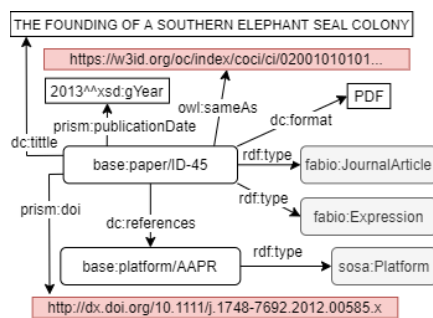 THE FOUNDING OF A SOUTHERN ELEPHANT SEAL COLONY
https://w3id.org/oc/index/coci/ci/02001010101...
2013^^xsd:gYear
PDF
owl:sameAs
prism:publicationDate
dc:format
dc:tittle
base:paper/ID-45
rdf:type
fabio:JournalArticle
prism:doi
rdf:type
dc:references
fabio:Expression
rdf:type
base:platform/AAPR
sosa:Platform
http://dx.doi.org/10.1111/j.1748-7692.2012.00585.x